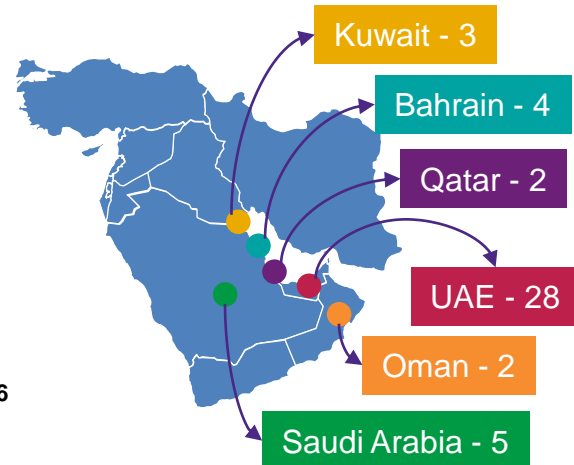 Kuwait - 3
Bahrain - 4
Qatar - 2
UAE - 28
Oman - 2
6
Saudi Arabia - 5